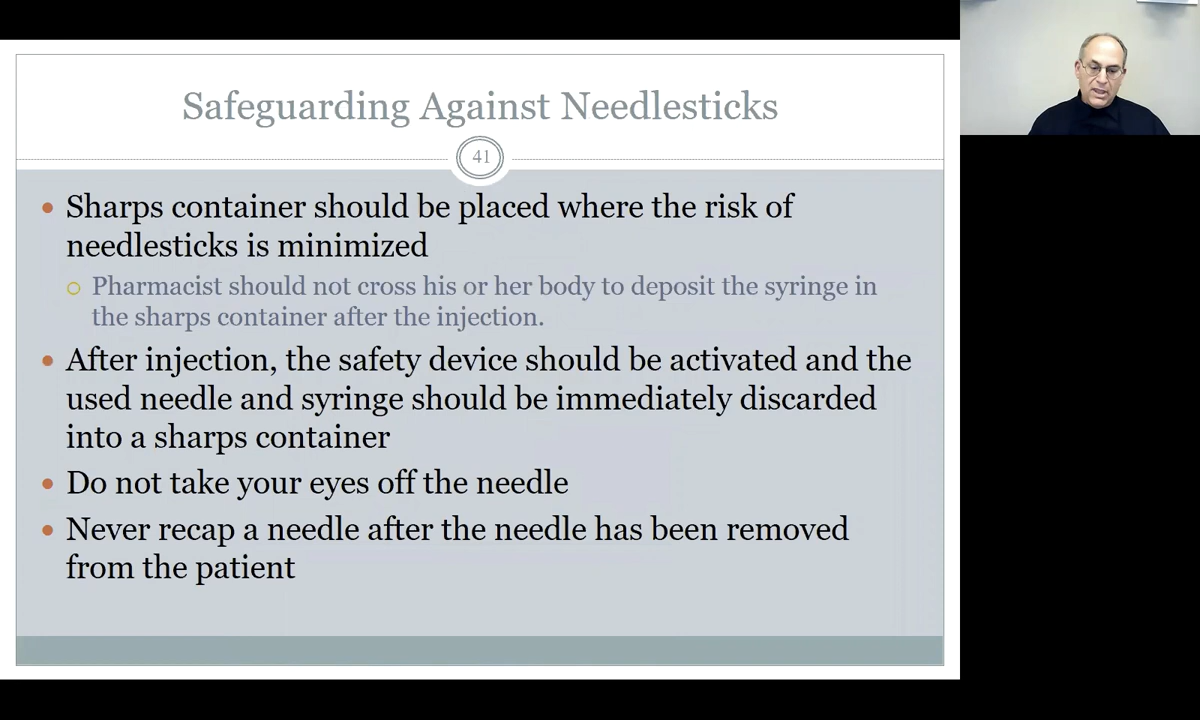 Safeguarding Against Needlesticks
41
Sharps container should be placed where the risk of
needlesticks is minimized
Pharmacist should not cross his or her body to deposit the syringe in
the sharps container after the injection.
After injection, the safety device should be activated and the
used needle and syringe should be immediately discarded
into a sharps container
Do not take your eyes off the needle
Never recap a needle after the needle has been removed
from the patient